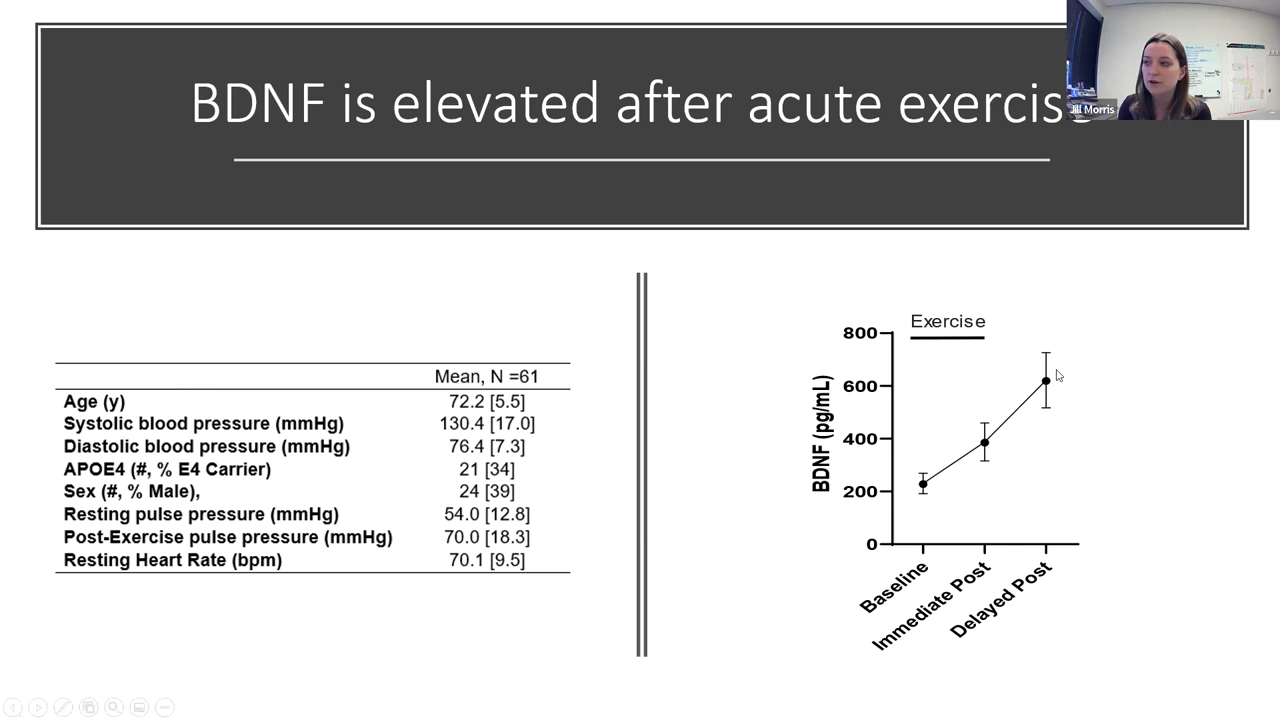 BDNF is elevated after acute exercise
Jill Morris
Mean, N =61
Age (y) 72.2 [5.5]
Systolic blood pressure (mmHg) 130.4 [17.0]
Diastolic blood pressure (mmHg) 76.4 [7.3]
APOE4 (#, % E4 Carrier) 21 [34]
Sex (#, % Male), 24 [39]
Resting pulse pressure (mmHg) 54.0 [12.8]
Post-Exercise pulse pressure (mmHg) 70.0 [18.3]
Resting Heart Rate (bpm) 70.1 [9.5]
Exercise
800
600
400
200
0
BDNF (pg/mL)
Baseline
Immediate Post
Delayed Post